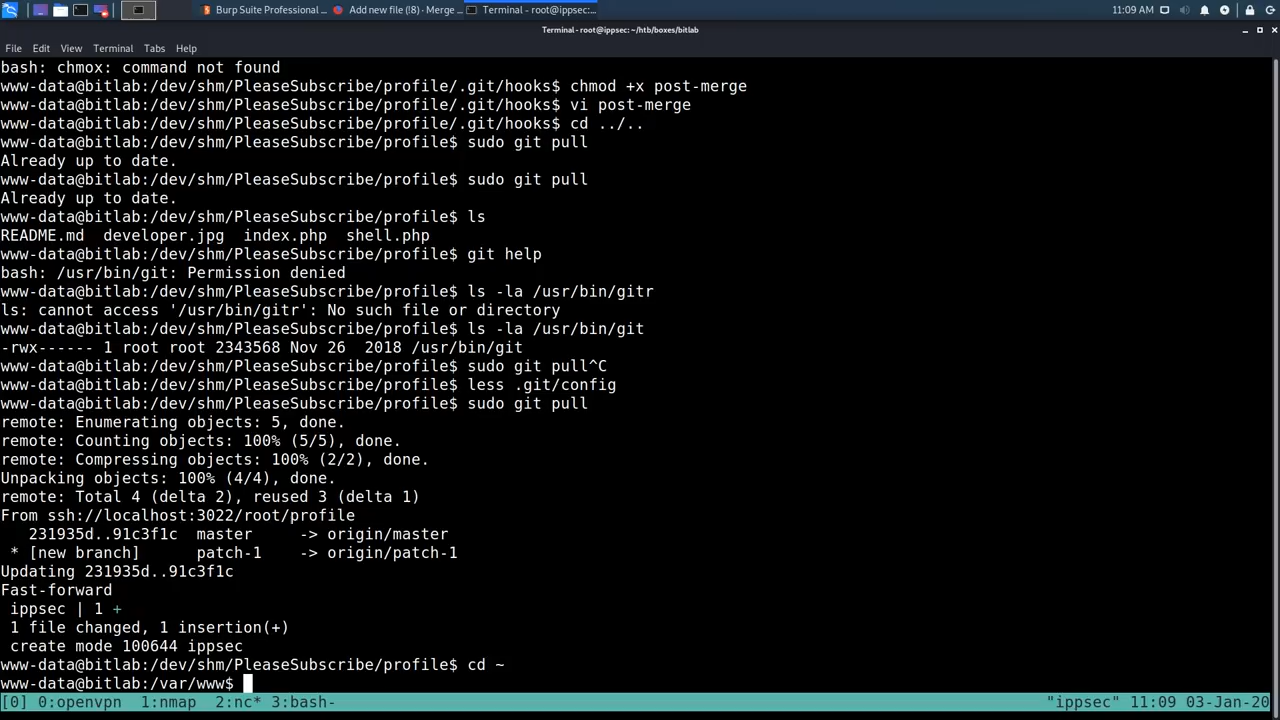 Burp Suite Professional ...
Add new file (!8) · Merge ...
Terminal - root@ippsec:...
11:09 AM
Terminal - root@ippsec: ~/htb/boxes/bitlab
File Edit View Terminal Tabs Help
bash: chmox: command not found
www-data@bitlab:/dev/shm/PleaseSubscribe/profile/.git/hooks$ chmod +x post-merge
www-data@bitlab:/dev/shm/PleaseSubscribe/profile/.git/hooks$ vi post-merge
www-data@bitlab:/dev/shm/PleaseSubscribe/profile/.git/hooks$ cd ../..
www-data@bitlab:/dev/shm/PleaseSubscribe/profile$ sudo git pull
Already up to date.
www-data@bitlab:/dev/shm/PleaseSubscribe/profile$ sudo git pull
Already up to date.
www-data@bitlab:/dev/shm/PleaseSubscribe/profile$ ls
README.md  developer.jpg  index.php  shell.php
www-data@bitlab:/dev/shm/PleaseSubscribe/profile$ git help
bash: /usr/bin/git: Permission denied
www-data@bitlab:/dev/shm/PleaseSubscribe/profile$ ls -la /usr/bin/gitr
ls: cannot access '/usr/bin/gitr': No such file or directory
www-data@bitlab:/dev/shm/PleaseSubscribe/profile$ ls -la /usr/bin/git
-rwx------ 1 root root 2343568 Nov 26  2018 /usr/bin/git
www-data@bitlab:/dev/shm/PleaseSubscribe/profile$ sudo git pull^C
www-data@bitlab:/dev/shm/PleaseSubscribe/profile$ less .git/config
www-data@bitlab:/dev/shm/PleaseSubscribe/profile$ sudo git pull
remote: Enumerating objects: 5, done.
remote: Counting objects: 100% (5/5), done.
remote: Compressing objects: 100% (2/2), done.
Unpacking objects: 100% (4/4), done.
remote: Total 4 (delta 2), reused 3 (delta 1)
From ssh://localhost:3022/root/profile
   231935d..91c3f1c  master     -> origin/master
 * [new branch]      patch-1    -> origin/patch-1
Updating 231935d..91c3f1c
Fast-forward
 ippsec | 1 +
 1 file changed, 1 insertion(+)
 create mode 100644 ippsec
www-data@bitlab:/dev/shm/PleaseSubscribe/profile$ cd ~
www-data@bitlab:/var/www$
[0] 0:openvpn  1:nmap  2:nc* 3:bash- "ippsec" 11:09 03-Jan-20